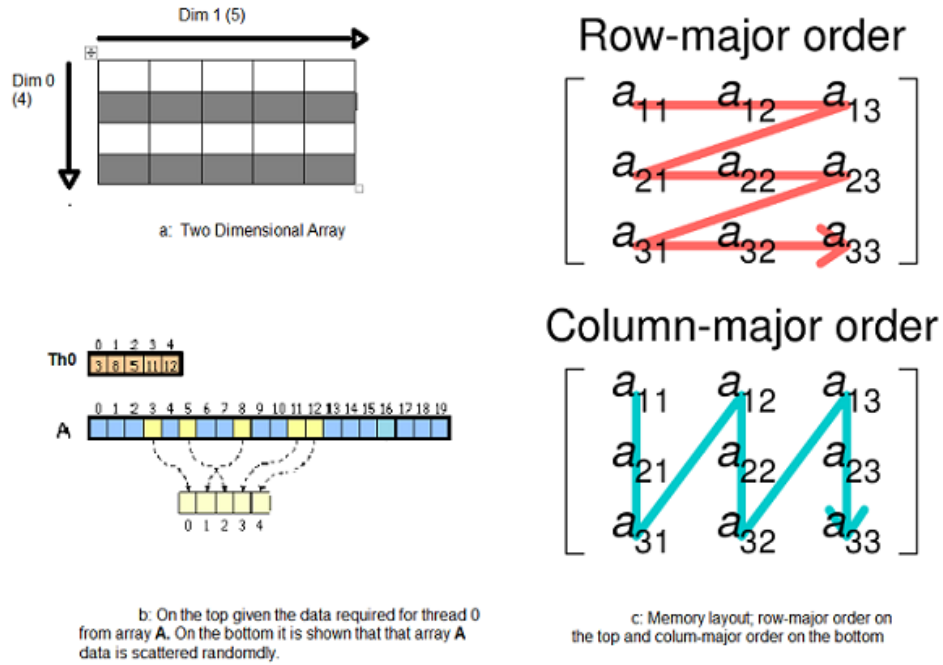 Dim 1 (5)
Dim 0
(4)
a: Two Dimensional Array
0 1 2 3 4
Th0
3 8 5 11 12
0 1 2 3 4 5 6 7 8 9 10 11 12 13 14 15 16 17 18 19
A
0 1 2 3 4
b: On the top given the data required for thread 0
from array A. On the bottom it is shown that that array A
data is scattered randomdly.
Row-major order
a11 a12 a13
a21 a22 a23
a31 a32 a33
Column-major order
a11 a12 a13
a21 a22 a23
a31 a32 a33
c: Memory layout; row-major order on
the top and colum-major order on the bottom